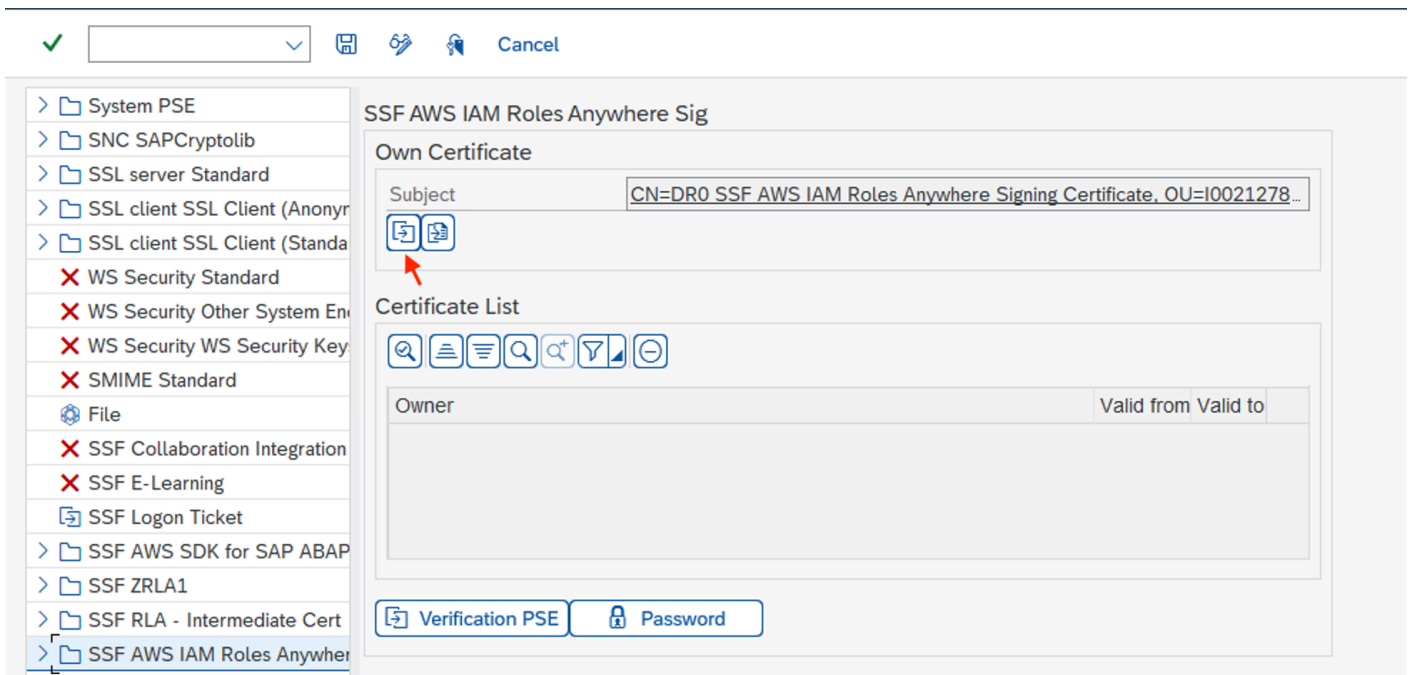 Cancel
System PSE
SNC SAPCryptolib
SSL server Standard
SSL client SSL Client (Anonyr
SSL client SSL Client (Standa
WS Security Standard
WS Security Other System En
WS Security WS Security Key
SMIME Standard
File
SSF Collaboration Integration
SSF E-Learning
SSF Logon Ticket
SSF AWS SDK for SAP ABAP
SSF ZRLA1
SSF RLA - Intermediate Cert
SSF AWS IAM Roles Anywher
SSF AWS IAM Roles Anywhere Sig
Own Certificate
Subject CN=DR0 SSF AWS IAM Roles Anywhere Signing Certificate, OU=I0021278...
Certificate List
Owner Valid from Valid to
Verification PSE Password